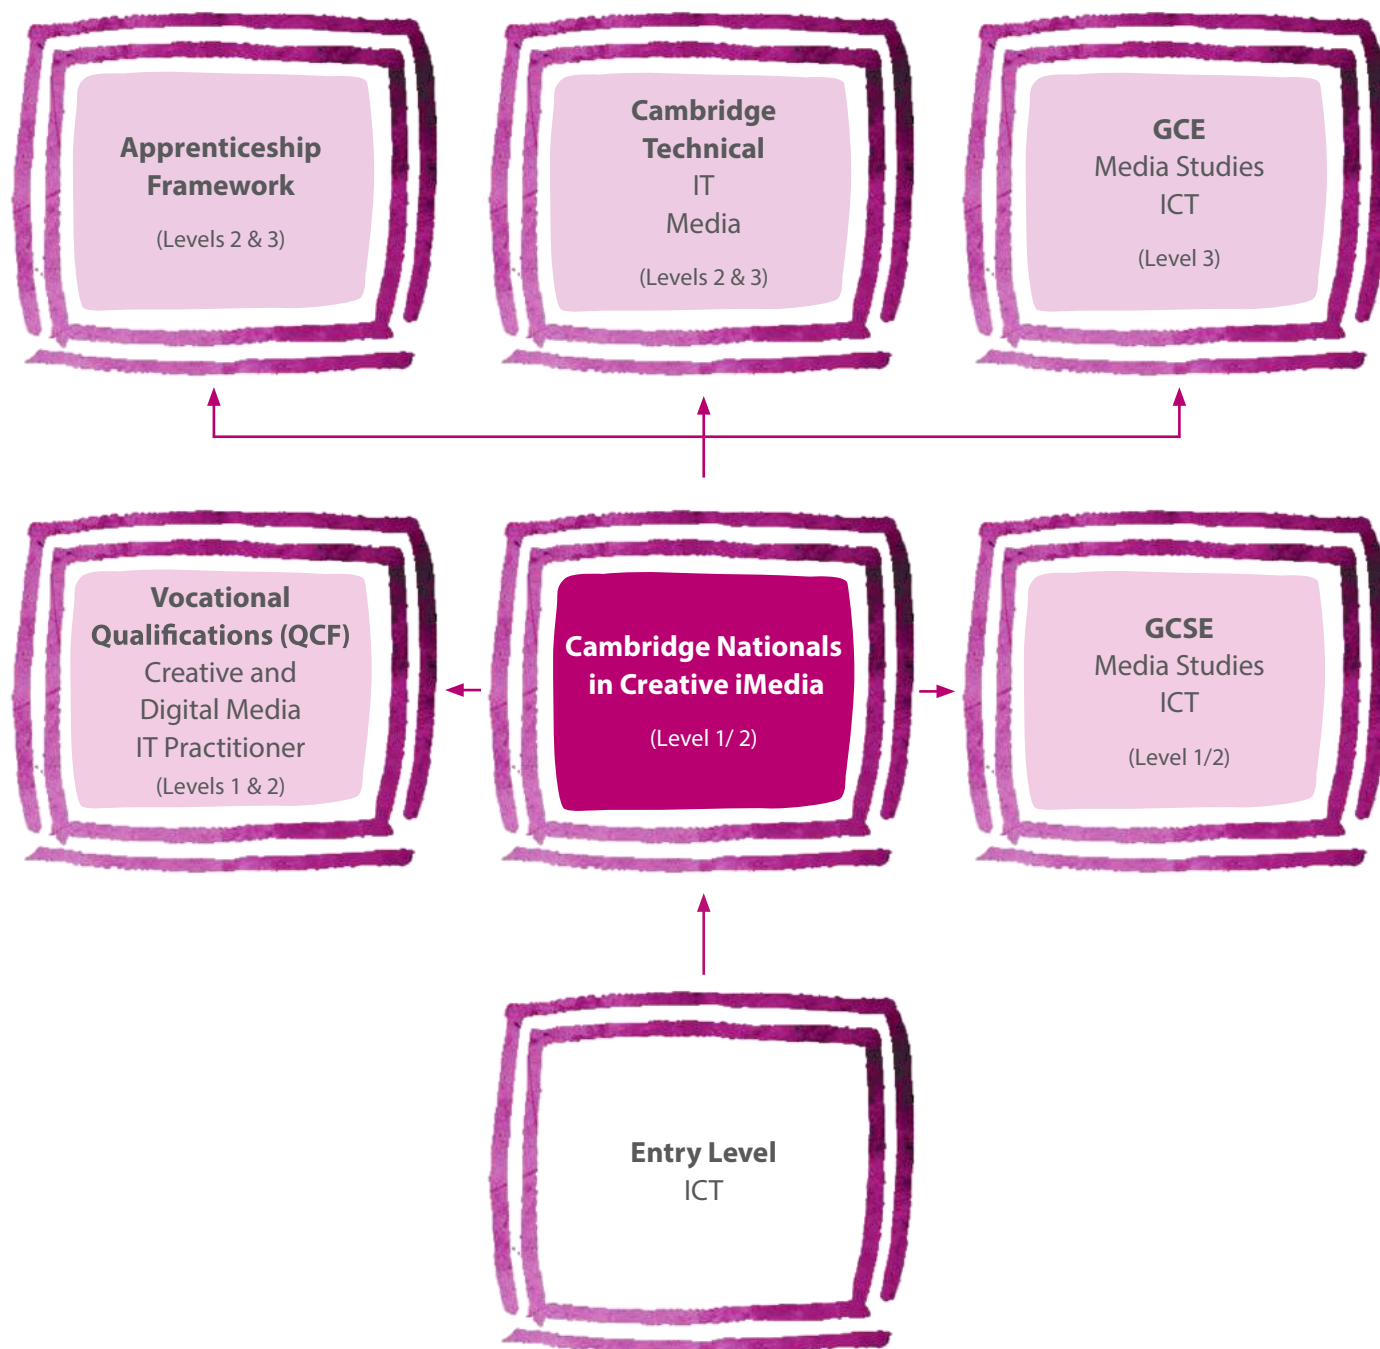 Apprenticeship
Framework
(Levels 2 & 3)
Cambridge
Technical
IT
Media
(Levels 2 & 3)
GCE
Media Studies
ICT
(Level 3)
Vocational
Qualifications (QCF)
Creative and
Digital Media
IT Practitioner
(Levels 1 & 2)
Cambridge Nationals
in Creative iMedia
(Level 1/ 2)
GCSE
Media Studies
ICT
(Level 1/2)
Entry Level
ICT